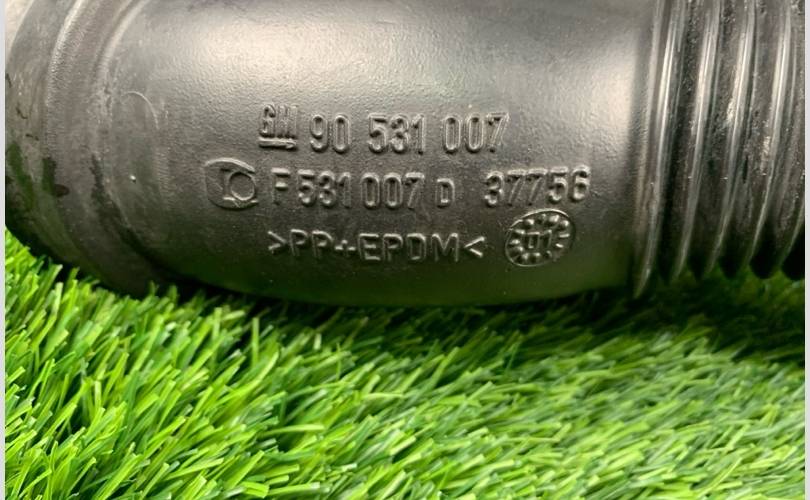 GM 90 531 007
F 531 007 D 37756
>PP+EPDM<